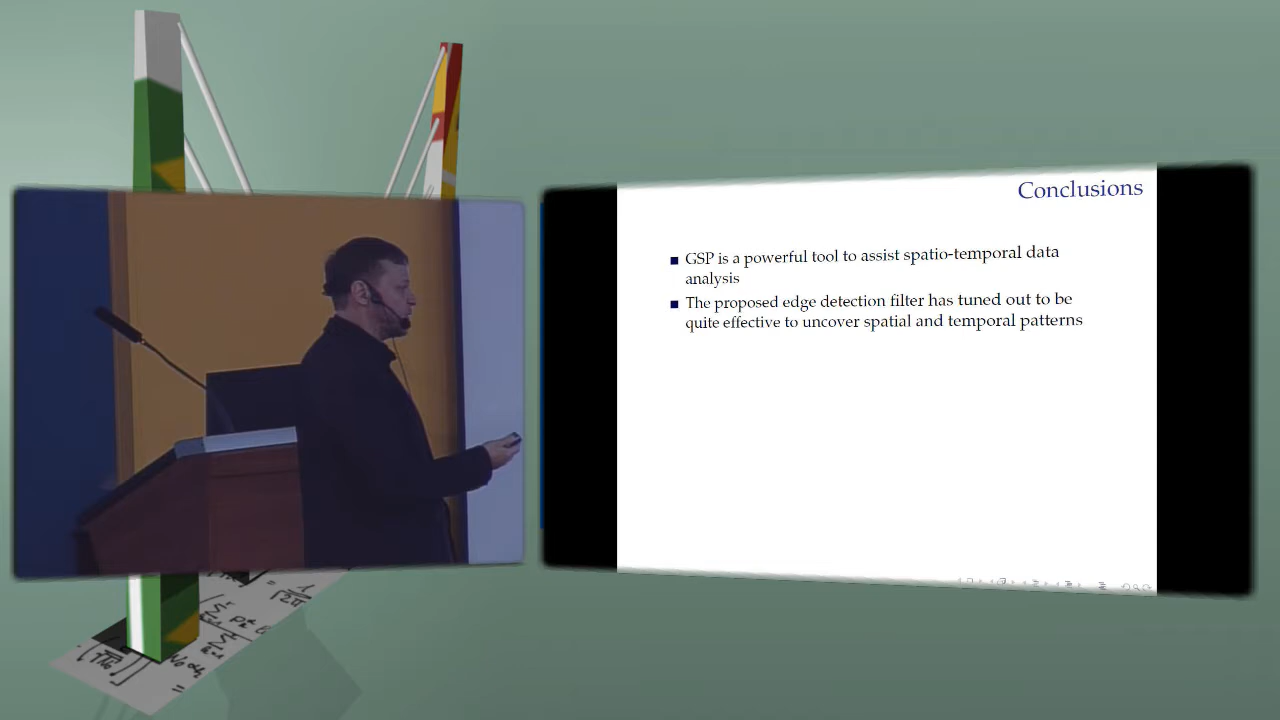 Conclusions
GSP is a powerful tool to assist spatio-temporal data
analysis
The proposed edge detection filter has tuned out to be
quite effective to uncover spatial and temporal patterns